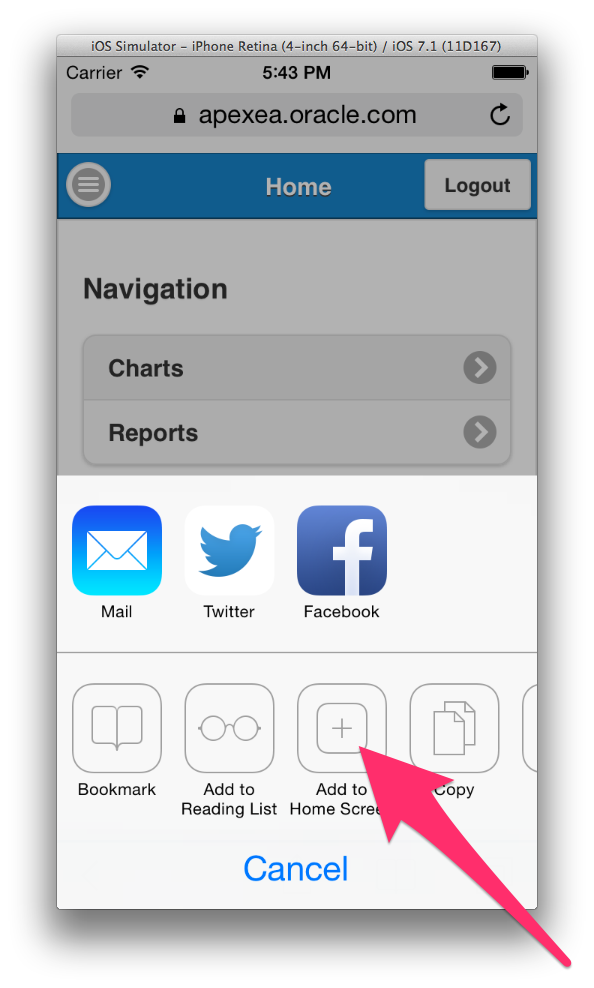 iOS Simulator – iPhone Retina (4-inch 64-bit) / iOS 7.1 (11D167)
Carrier 5:43 PM
apexea.oracle.com
Home Logout
Navigation
Charts
Reports
Mail Twitter Facebook
Bookmark Add to Add to Copy
Reading List Home Scree
Cancel